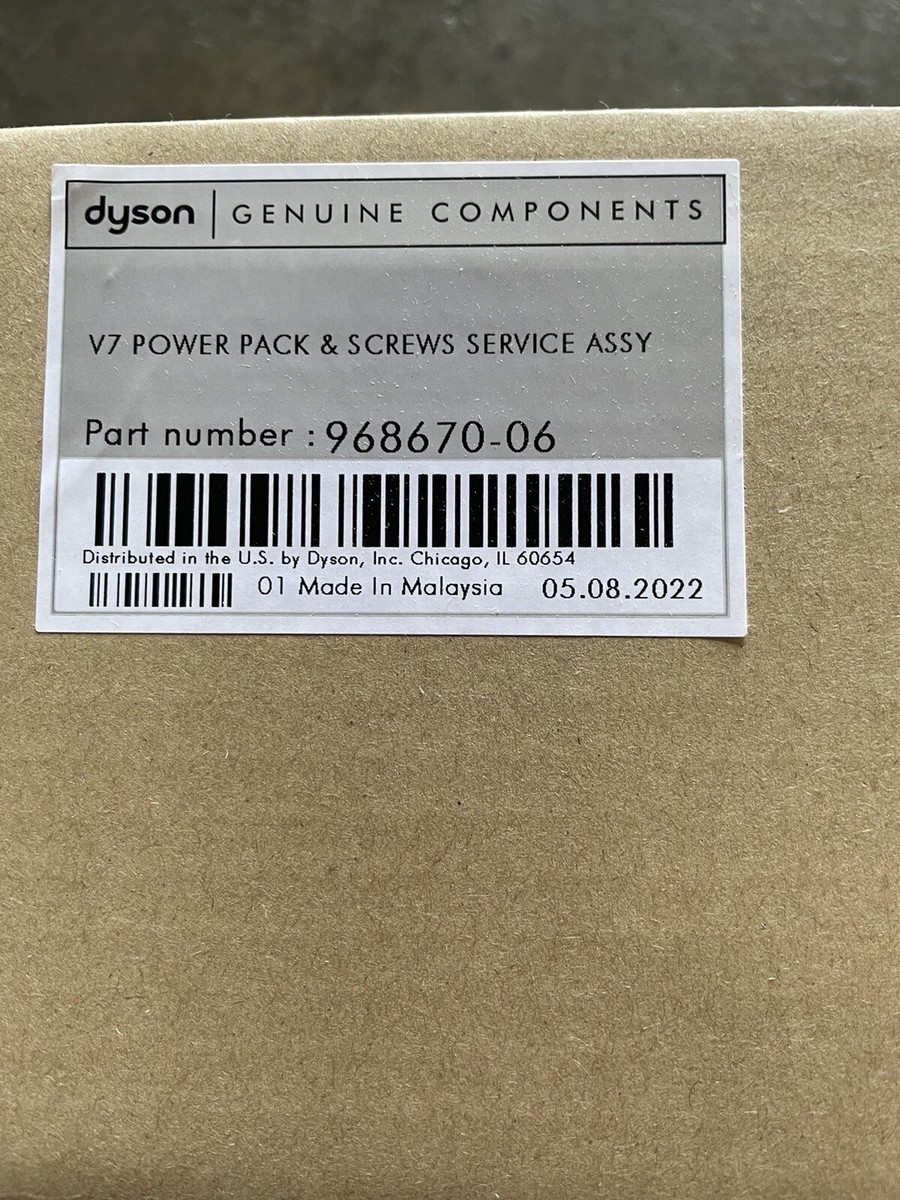 dyson | GENUINE COMPONENTS
V7 POWER PACK & SCREWS SERVICE ASSY
Part number : 968670-06
Distributed in the U.S. by Dyson, Inc. Chicago, IL 60654
01 Made In Malaysia 05.08.2022